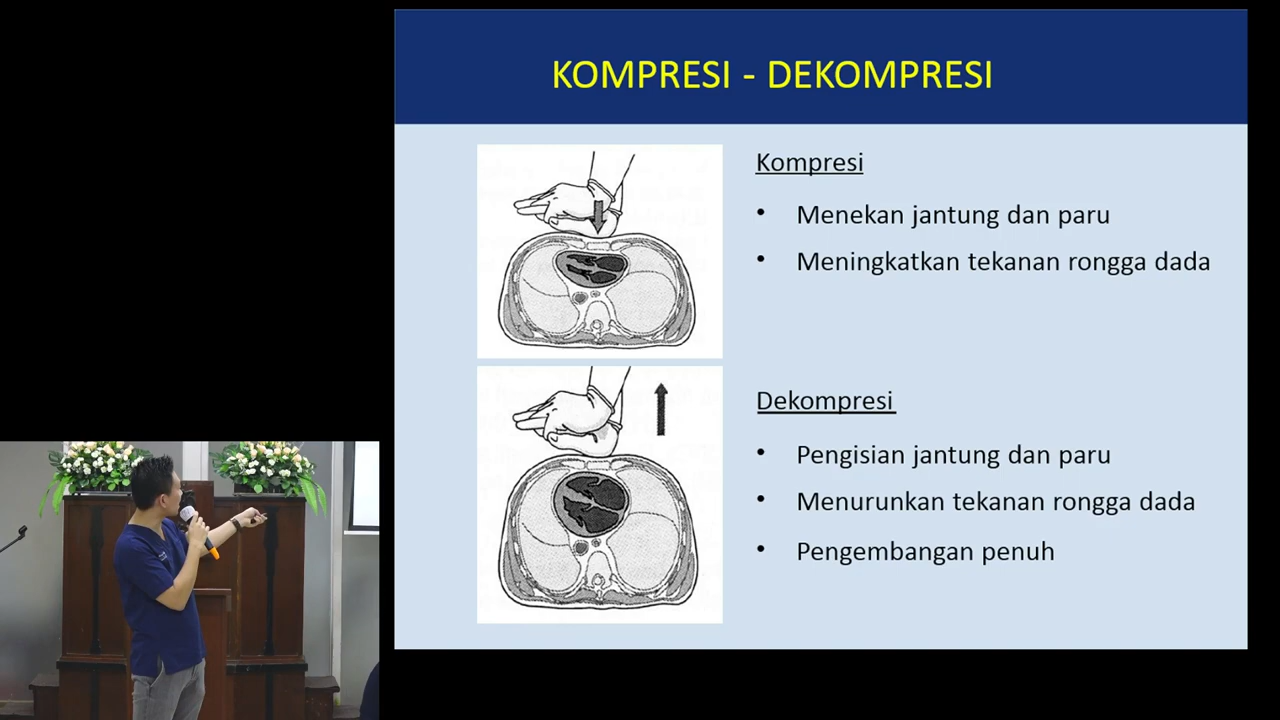 KOMPRESI - DEKOMPRESI
Kompresi
• Menekan jantung dan paru
• Meningkatkan tekanan rongga dada
Dekompresi
• Pengisian jantung dan paru
• Menurunkan tekanan rongga dada
• Pengembangan penuh